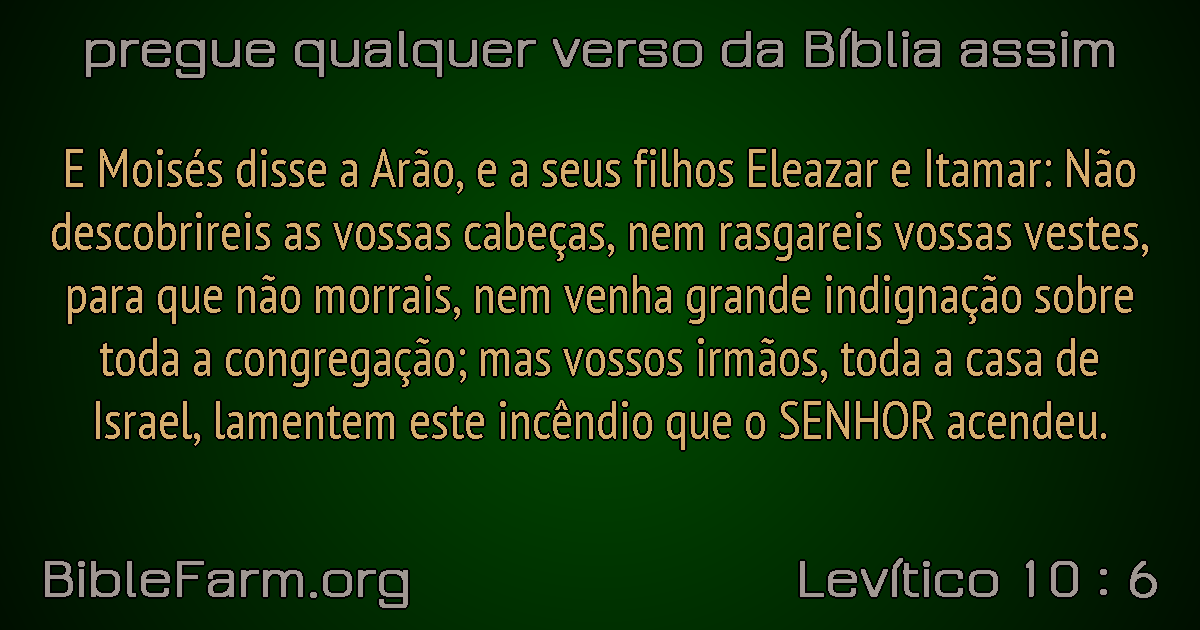 pregue qualquer verso da Bíblia assim
E Moisés disse a Arão, e a seus filhos Eleazar e Itamar: Não
descobrireis as vossas cabeças, nem rasgareis vossas vestes,
para que não morrais, nem venha grande indignação sobre
toda a congregação; mas vossos irmãos, toda a casa de
Israel, lamentem este incêndio que o SENHOR acendeu.
BibleFarm.org
Levítico 10 : 6